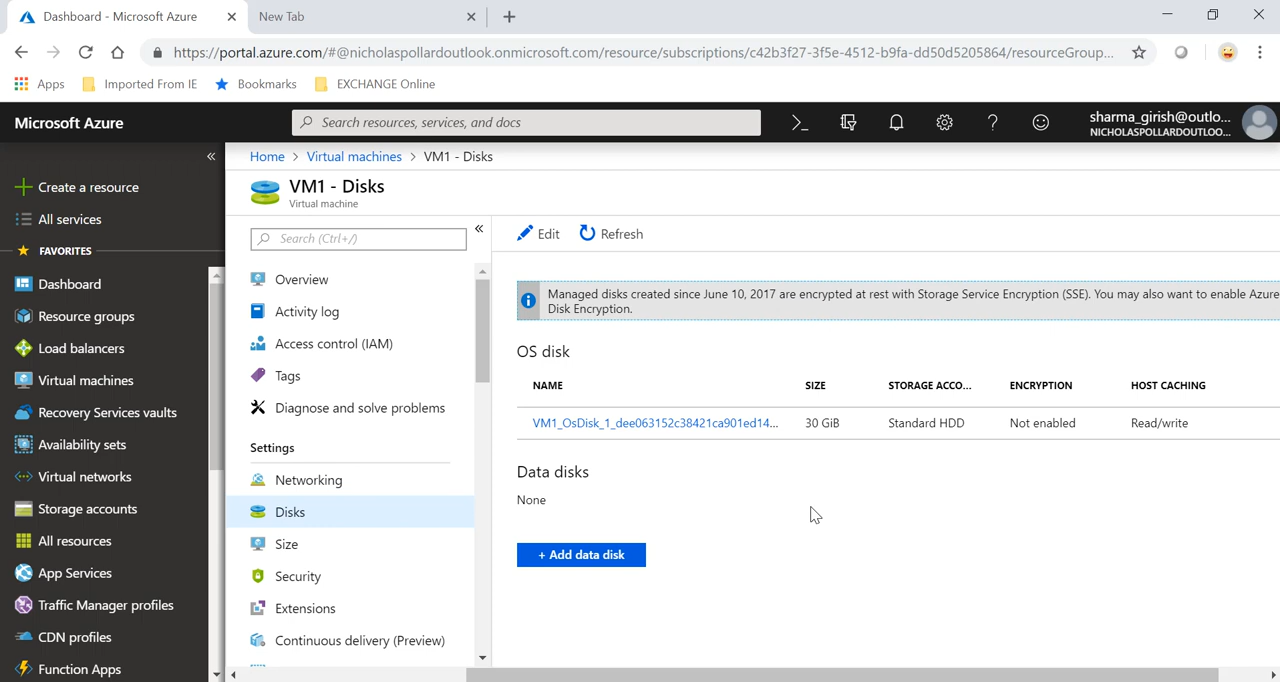 Dashboard - Microsoft Azure
New Tab
https://portal.azure.com/#@nicholaspollardoutlook.onmicrosoft.com/resource/subscriptions/c42b3f27-3f5e-4512-b9fa-dd50d5205864/resourceGroup...
Apps
Imported From IE
Bookmarks
EXCHANGE Online
Microsoft Azure
Search resources, services, and docs
sharma_girish@outlo...
NICHOLASPOLLARDOUTLOO...
Create a resource
All services
FAVORITES
Dashboard
Resource groups
Load balancers
Virtual machines
Recovery Services vaults
Availability sets
Virtual networks
Storage accounts
All resources
App Services
Traffic Manager profiles
CDN profiles
Function Apps
Home > Virtual machines > VM1 - Disks
VM1 - Disks
Virtual machine
Search (Ctrl+/)
Overview
Activity log
Access control (IAM)
Tags
Diagnose and solve problems
Settings
Networking
Disks
Size
Security
Extensions
Continuous delivery (Preview)
Edit
Refresh
Managed disks created since June 10, 2017 are encrypted at rest with Storage Service Encryption (SSE). You may also want to enable Azure
Disk Encryption.
OS disk
NAME SIZE STORAGE ACCO... ENCRYPTION HOST CACHING
VM1_OsDisk_1_dee063152c38421ca901ed14... 30 GiB Standard HDD Not enabled Read/write
Data disks
None
+ Add data disk